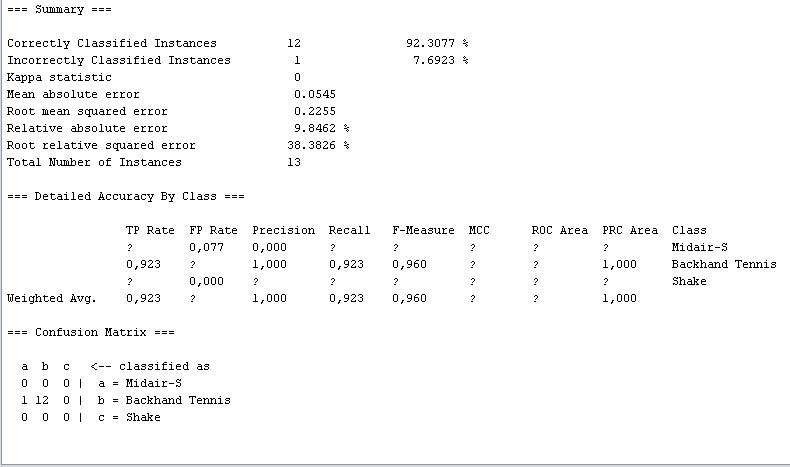 === Summary ===
Correctly Classified Instances 12 92.3077 %
Incorrectly Classified Instances 1 7.6923 %
Kappa statistic 0
Mean absolute error 0.0545
Root mean squared error 0.2255
Relative absolute error 9.8462 %
Root relative squared error 38.3826 %
Total Number of Instances 13
=== Detailed Accuracy By Class ===
TP Rate FP Rate Precision Recall F-Measure MCC ROC Area PRC Area Class
? 0,077 0,000 ? ? ? ? ? Midair-S
0,923 ? 1,000 0,923 0,960 ? ? 1,000 Backhand Tennis
? 0,000 ? ? ? ? ? ? Shake
Weighted Avg. 0,923 ? 1,000 0,923 0,960 ? ? 1,000
=== Confusion Matrix ===
a b c <-- classified as
0 0 0 | a = Midair-S
1 12 0 | b = Backhand Tennis
0 0 0 | c = Shake